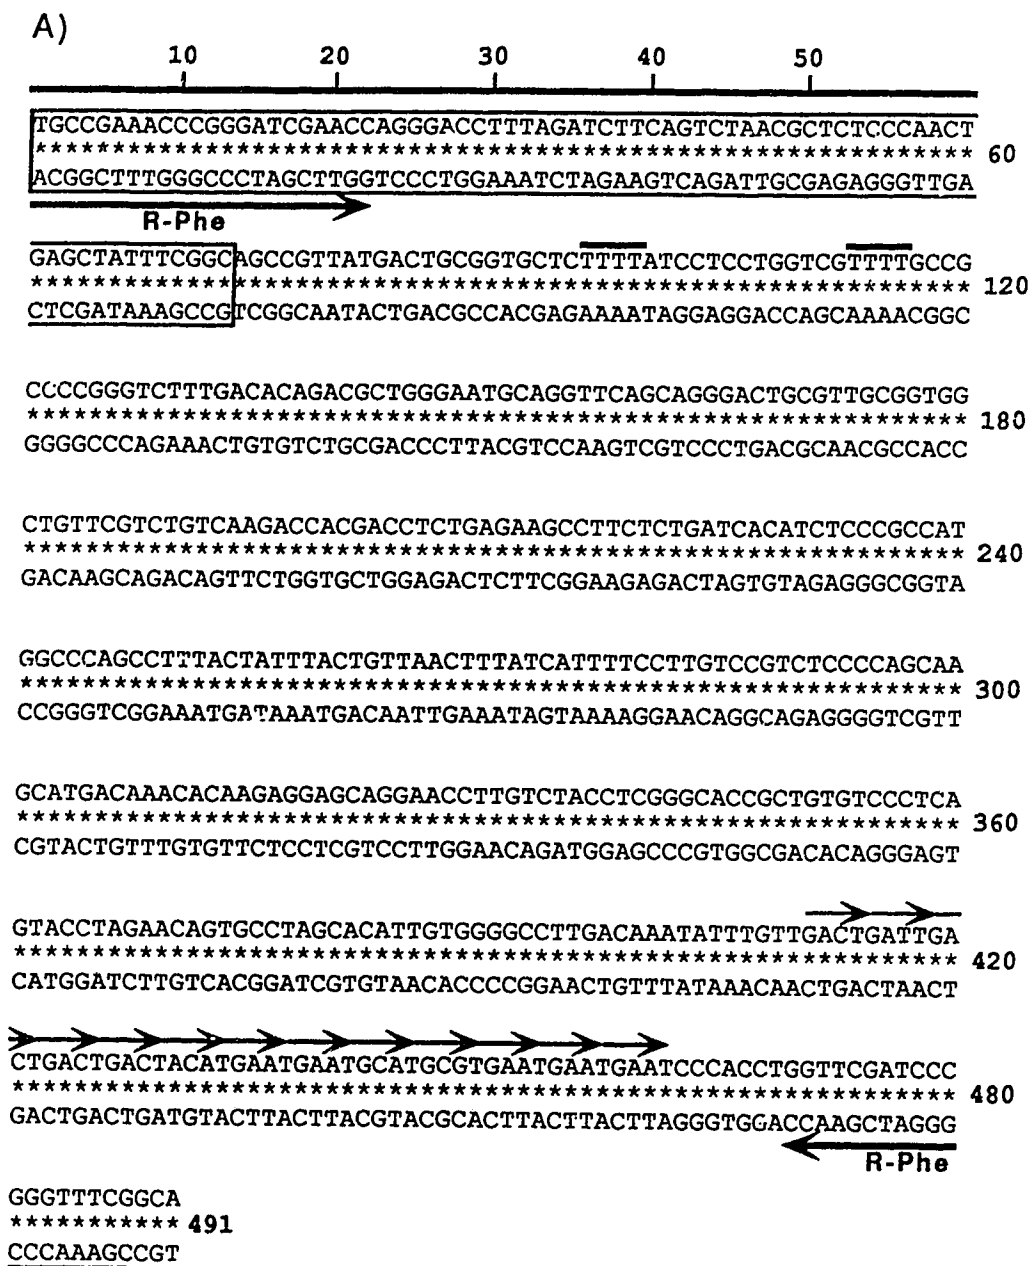 A)
10 20 30 40 50
TGCCGAAACCCGGGATCGAACCAGGGACCTTTAGATCTTCAGTCTAACGCTCTCCCAACT
************************************************************ 60
ACGGCTTTGGGCCCTAGCTTGGTCCCTGGAAATCTAGAAGTCAGATTGCGAGAGGGTTGA
R-Phe
GAGCTATTTCGGCAGCCGTTATGACTGCGGTGCTCTTTTATCCTCCTGGTCGTTTTGCCG
************************************************************ 120
CTCGATAAAGCCGTCGGCAATACTGACGCCACGAGAAAATAGGAGGACCAGCAAAACGGC
CCCCGGGTCTTTGACACAGACGCTGGGAATGCAGGTTCAGCAGGGACTGCGTTGCGGTGG
************************************************************ 180
GGGGCCCAGAAACTGTGTCTGCGACCCTTACGTCCAAGTCGTCCCTGACGCAACGCCACC
CTGTTCGTCTGTCAAGACCACGACCTCTGAGAAGCCTTCTCTGATCACATCTCCCGCCAT
************************************************************ 240
GACAAGCAGACAGTTCTGGTGCTGGAGACTCTTCGGAAGAGACTAGTGTAGAGGGCGGTA
GGCCCAGCCTTTACTATTTACTGTTAACTTTATCATTTTCCTTGTCCGTCTCCCCAGCAA
************************************************************ 300
CCGGGTCGGAAATGATAAATGACAATTGAAATAGTAAAAGGAACAGGCAGAGGGGTCGTT
GCATGACAAACACAAGAGGAGCAGGAACCTTGTCTACCTCGGGCACCGCTGTGTCCCTCA
************************************************************ 360
CGTACTGTTTGTGTTCTCCTCGTCCTTGGAACAGATGGAGCCCGTGGCGACACAGGGAGT
GTACCTAGAACAGTGCCTAGCACATTGTGGGGCCTTGACAAATATTTGTTGACTGATTGA
************************************************************ 420
CATGGATCTTGTCACGGATCGTGTAACACCCCGGAACTGTTTATAAACAACTGACTAACT
CTGACTGACTACATGAATGAATGCATGCGTGAATGAATGAATCCCACCTGGTTCGATCCC
************************************************************ 480
GACTGACTGATGTACTTACTTACGTACGCACTTACTTACTTAGGGTGGACCAAGCTAGGG
R-Phe
GGGTTTCGGCA
*********** 491
CCCAAAGCCGT